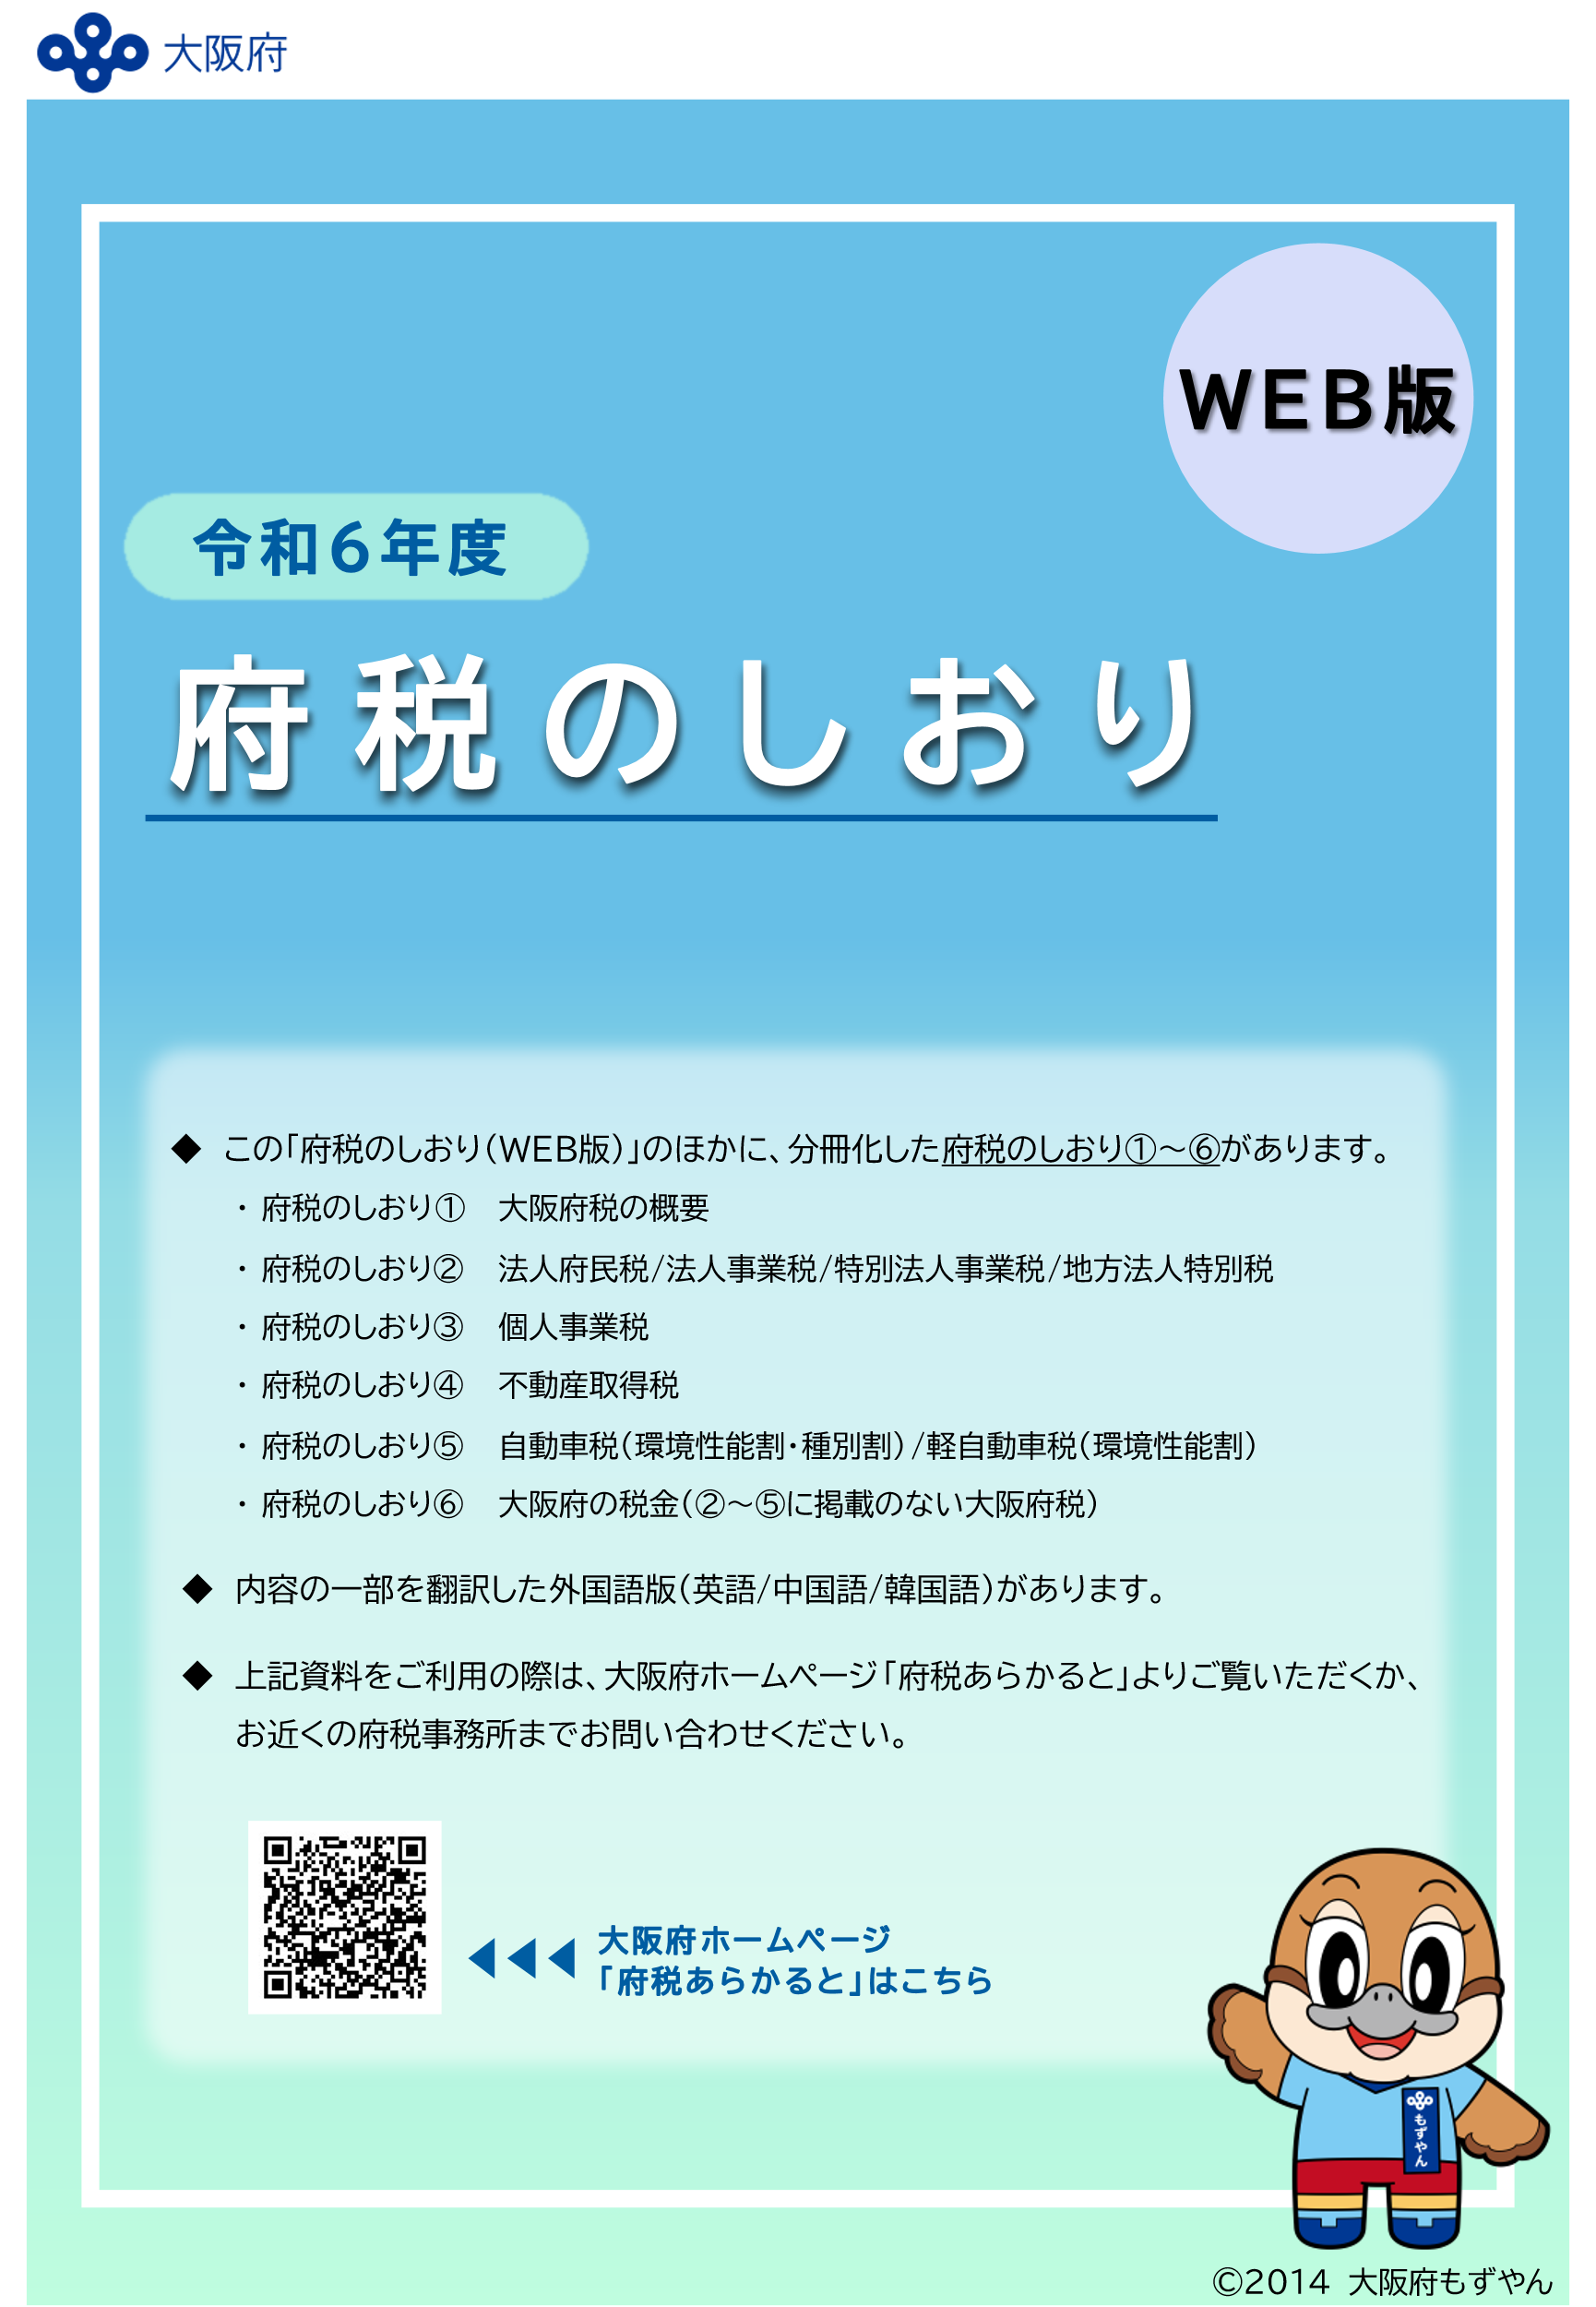 大阪府
WEB版
令和6年度
府税のしおり
◆ この「府税のしおり（WEB版）」のほかに、分冊化した府税のしおり①～⑥があります。
・ 府税のしおり①　大阪府税の概要
・ 府税のしおり②　法人府民税/法人事業税/特別法人事業税/地方法人特別税
・ 府税のしおり③　個人事業税
・ 府税のしおり④　不動産取得税
・ 府税のしおり⑤　自動車税（環境性能割・種別割）/軽自動車税（環境性能割）
・ 府税のしおり⑥　大阪府の税金（②～⑤に掲載のない大阪府税）
◆ 内容の一部を翻訳した外国語版（英語/中国語/韓国語）があります。
◆ 上記資料をご利用の際は、大阪府ホームページ「府税あらかると」よりご覧いただくか、
お近くの府税事務所までお問い合わせください。
大阪府ホームページ
「府税あらかると」はこちら
もずやん
©2014 大阪府もずやん